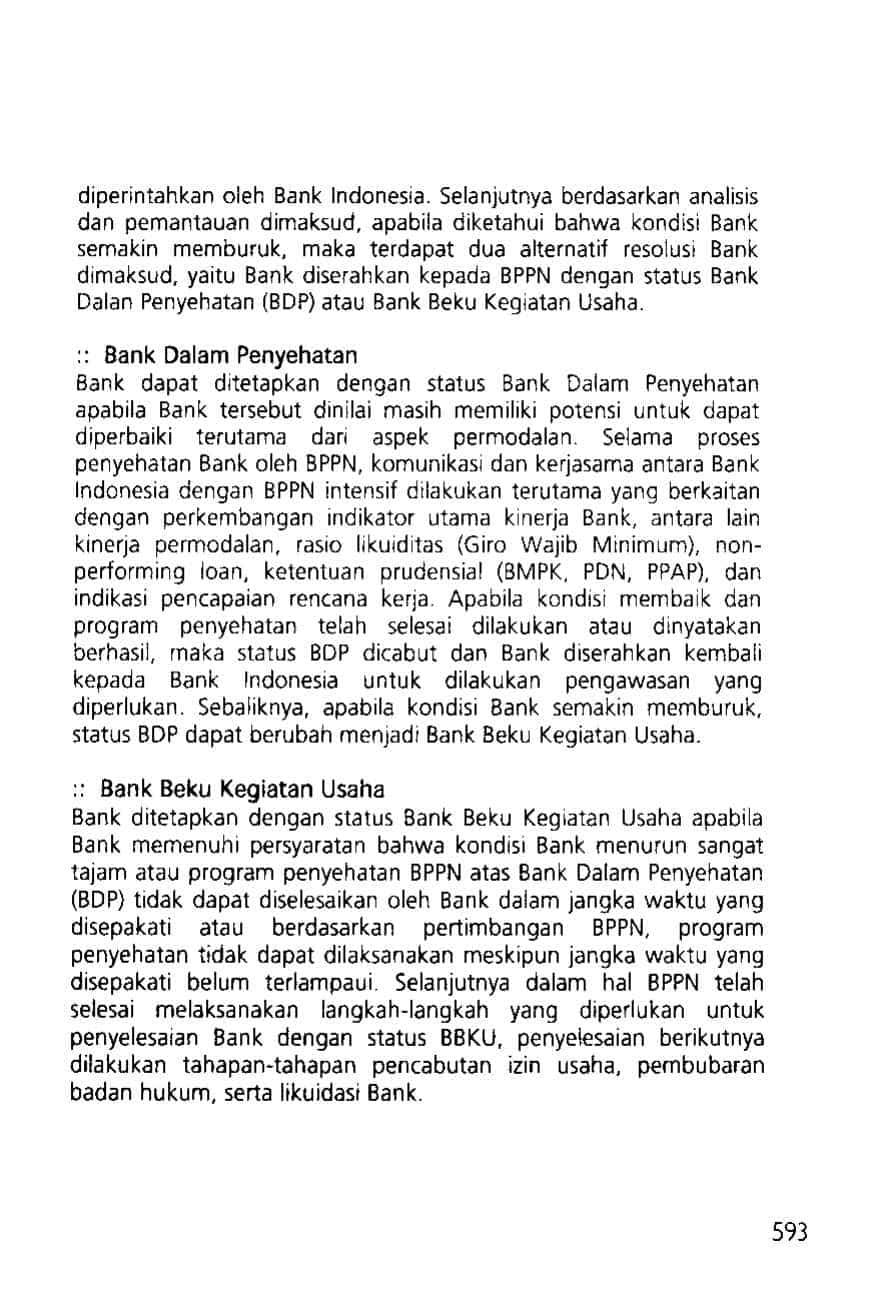 diperintahkan oleh Bank Indonesia. Selanjutnya berdasarkan analisis
dan pemantauan dimaksud, apabila diketahui bahwa kondisi Bank
semakin memburuk, maka terdapat dua alternatif resolusi Bank
dimaksud, yaitu Bank diserahkan kepada BPPN dengan status Bank
Dalan Penyehatan (BDP) atau Bank Beku Kegiatan Usaha.
:: Bank Dalam Penyehatan
Bank dapat ditetapkan dengan status Bank Dalam Penyehatan
apabila Bank tersebut dinilai masih memiliki potensi untuk dapat
diperbaiki terutama dari aspek permodalan. Selama proses
penyehatan Bank oleh BPPN, komunikasi dan kerjasama antara Bank
Indonesia dengan BPPN intensif dilakukan terutama yang berkaitan
dengan perkembangan indikator utama kinerja Bank, antara lain
kinerja permodalan, rasio likuiditas (Giro Wajib Minimum), non-
performing loan, ketentuan prudensial (BMPK, PDN, PPAP), dan
indikasi pencapaian rencana kerja. Apabila kondisi membaik dan
program penyehatan telah selesai dilakukan atau dinyatakan
berhasil, maka status BDP dicabut dan Bank diserahkan kembali
kepada Bank Indonesia untuk dilakukan pengawasan yang
diperlukan. Sebaliknya, apabila kondisi Bank semakin memburuk,
status BDP dapat berubah menjadi Bank Beku Kegiatan Usaha.
:: Bank Beku Kegiatan Usaha
Bank ditetapkan dengan status Bank Beku Kegiatan Usaha apabila
Bank memenuhi persyaratan bahwa kondisi Bank menurun sangat
tajam atau program penyehatan BPPN atas Bank Dalam Penyehatan
(BDP) tidak dapat diselesaikan oleh Bank dalam jangka waktu yang
disepakati atau berdasarkan pertimbangan BPPN, program
penyehatan tidak dapat dilaksanakan meskipun jangka waktu yang
disepakati belum terlampaui. Selanjutnya dalam hal BPPN telah
selesai melaksanakan langkah-langkah yang diperlukan untuk
penyelesaian Bank dengan status BBKU, penyelesaian berikutnya
dilakukan tahapan-tahapan pencabutan izin usaha, pembubaran
badan hukum, serta likuidasi Bank.
593